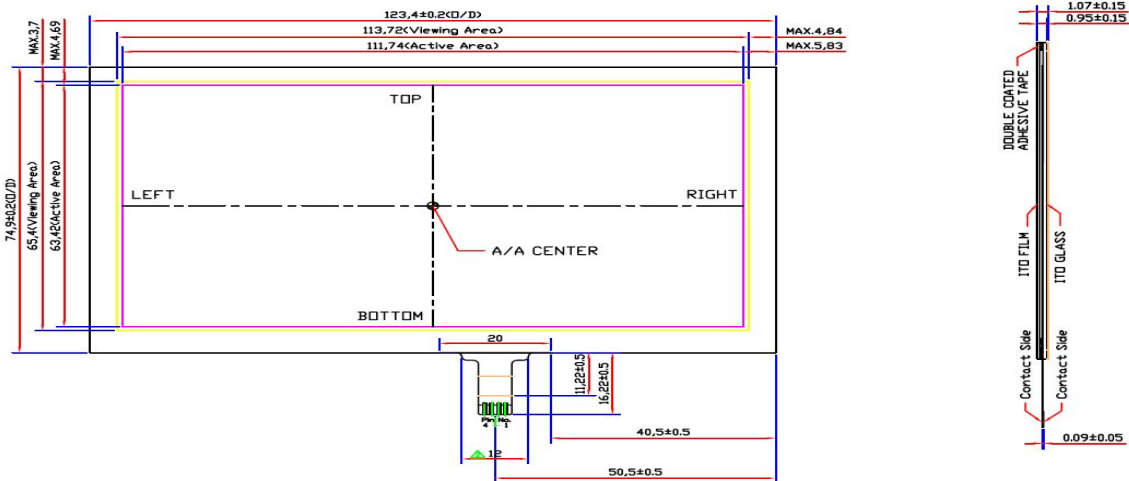 123,4±0.2(O/D)
113,72(Viewing Area)
111,74(Active Area)
MAX.4,84
MAX.5,83
MAX.3,7
MAX.4,69
74,9±0.2(O/D)
65,4(Viewing Area)
63,42(Active Area)
TOP
LEFT
RIGHT
A/A CENTER
BOTTOM
20
11,22±0.5
16,22±0.5
Pin No.
4 1
40,5±0.5
12
50,5±0.5
1.07±0.15
0.95±0.15
DOUBLE COATED
ADHESIVE TAPE
ITO FILM
ITO GLASS
Contact Side
Contact Side
0.09±0.05